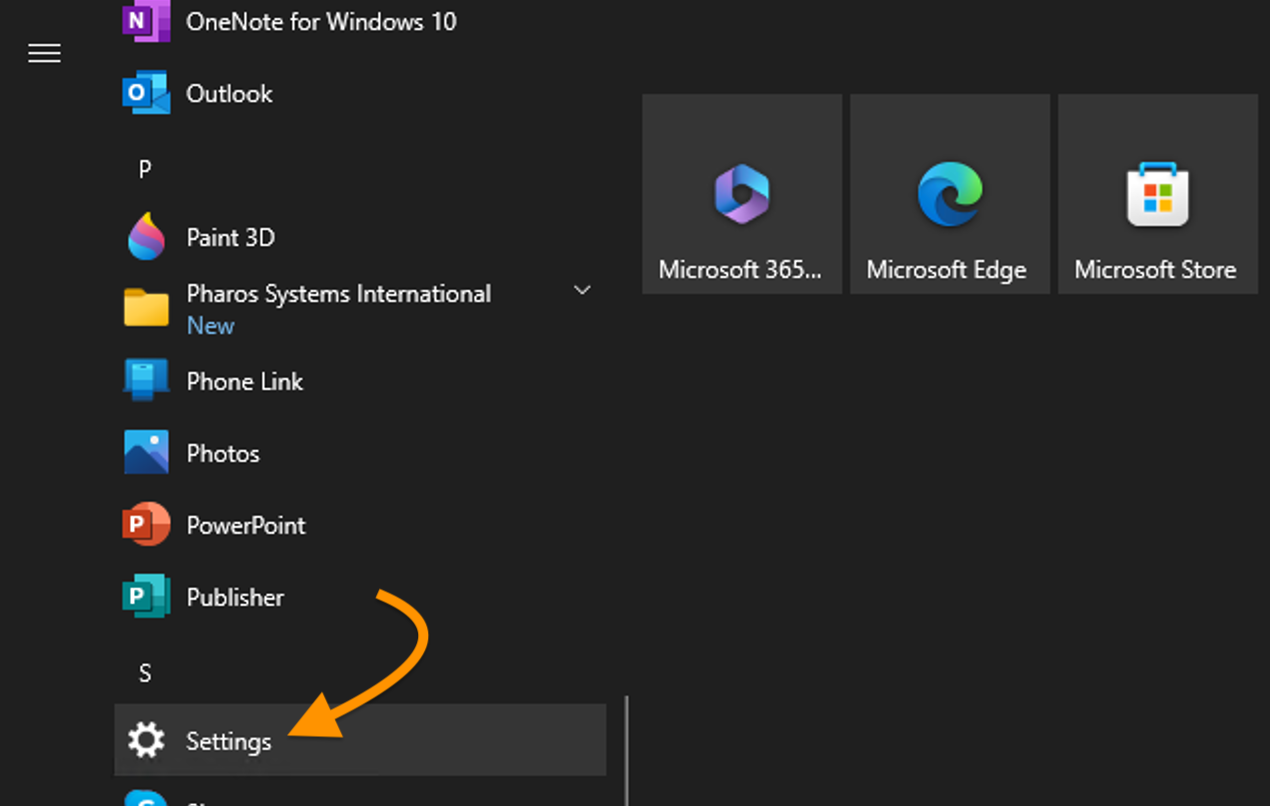 OneNote for Windows 10
Outlook
P
Paint 3D
Pharos Systems International
New
Phone Link
Photos
PowerPoint
Publisher
S
Settings
Microsoft 365...
Microsoft Edge
Microsoft Store